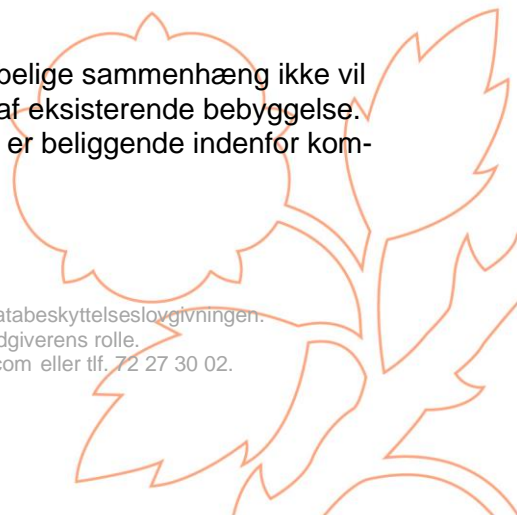 belige sammenhæng ikke vil
af eksisterende bebyggelse.
er beliggende indenfor kom-
atabeskyttelseslovgivningen.
dgiverens rolle.
com eller tlf. 72 27 30 02.